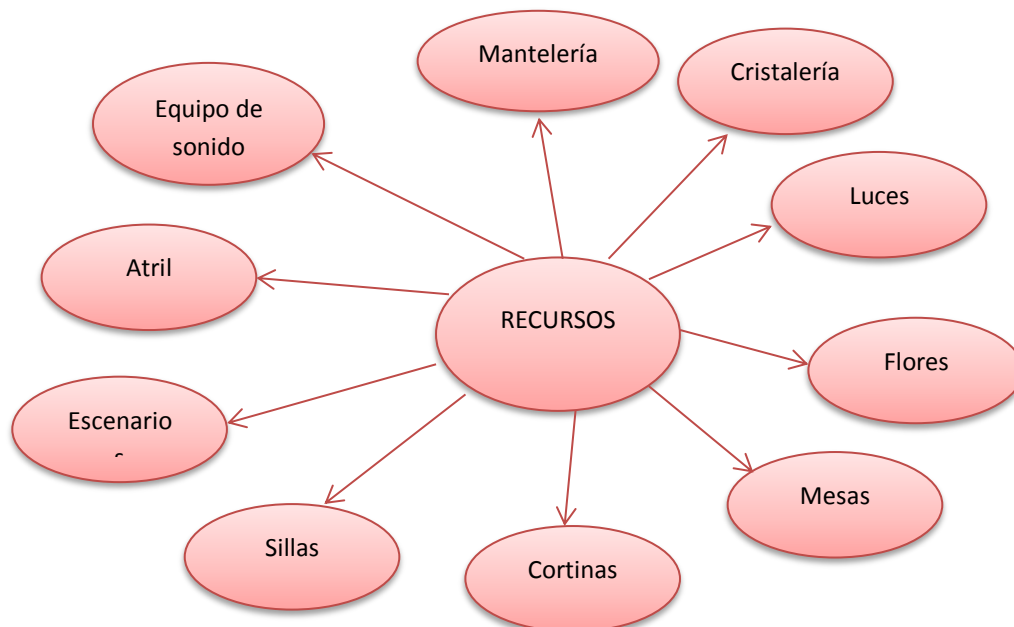 Mantelería
Cristalería
Equipo de
sonido
Luces
Atril
RECURSOS
Flores
Escenario
s
Mesas
Sillas
Cortinas